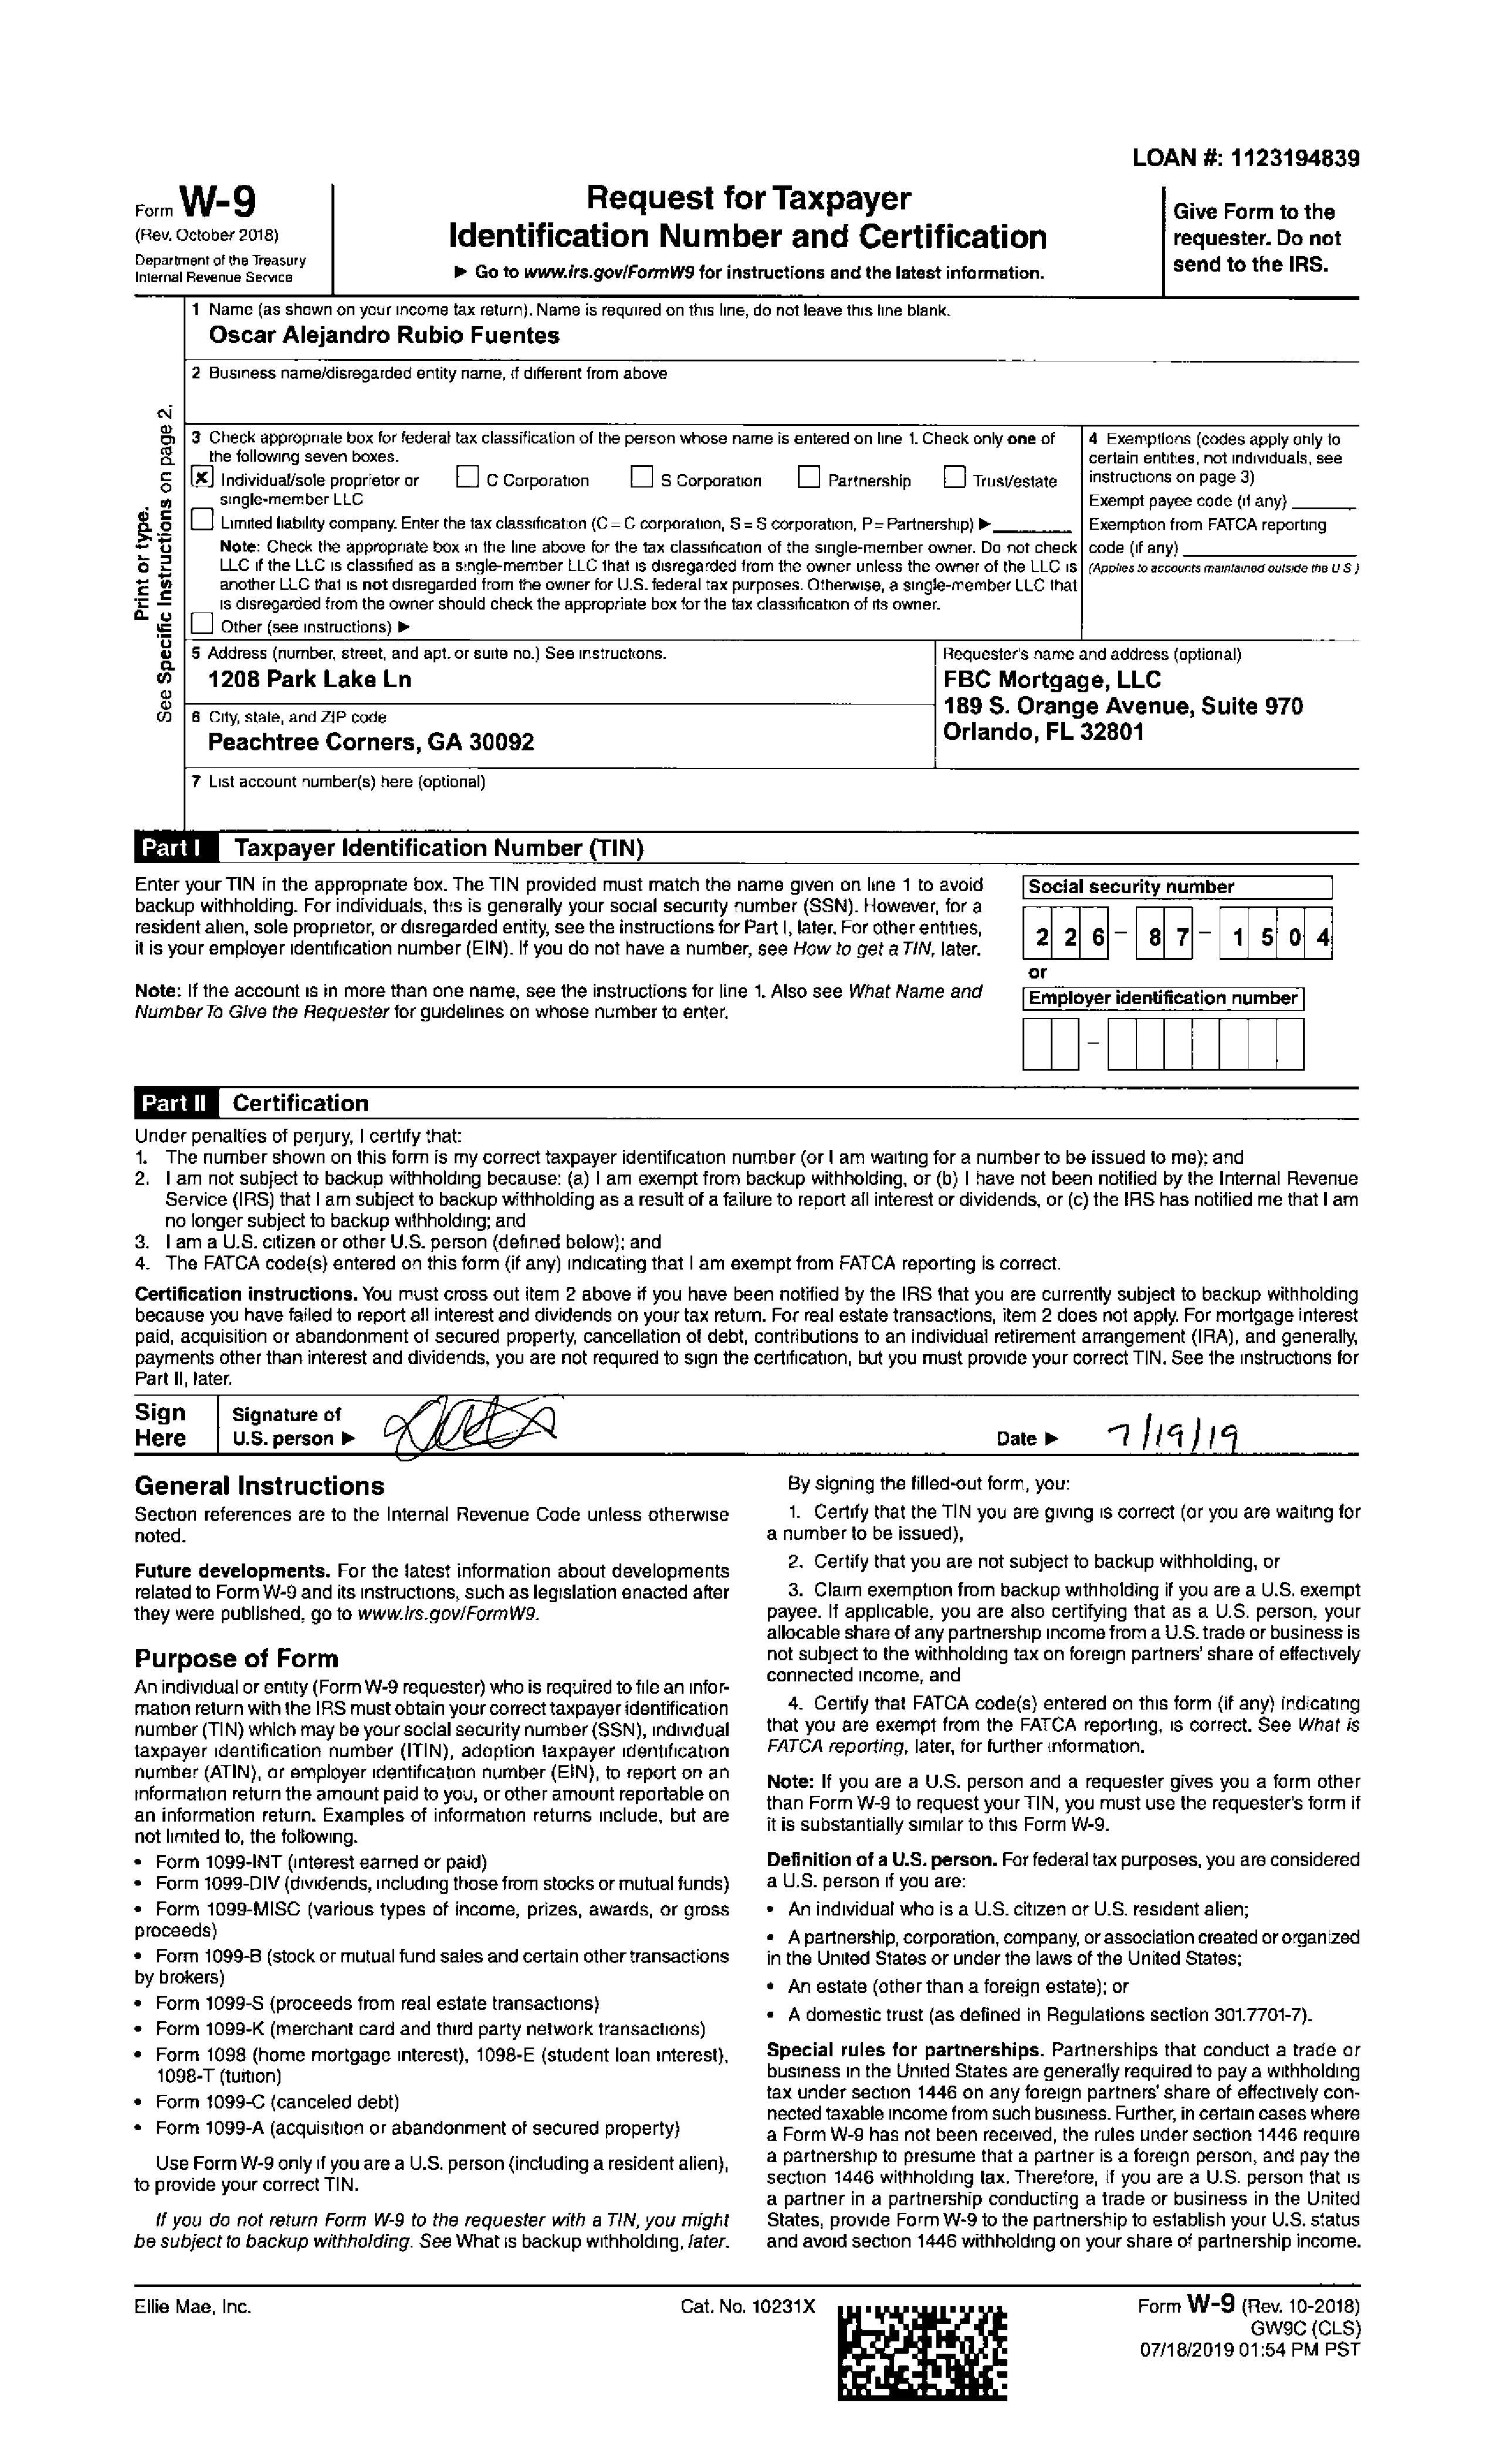 LOAN #: 1123194839
Form W-9
(Rev. October 2018)
Department of the Treasury
Internal Revenue Service
Request for Taxpayer
Identification Number and Certification
▶ Go to www.irs.gov/FormW9 for instructions and the latest information.
Give Form to the
requester. Do not
send to the IRS.
Print or type.
See Specific Instructions on page 2.
1 Name (as shown on your income tax return). Name is required on this line, do not leave this line blank.
Oscar Alejandro Rubio Fuentes
2 Business name/disregarded entity name, if different from above
3 Check appropriate box for federal tax classification of the person whose name is entered on line 1. Check only one of
the following seven boxes.
X Individual/sole proprietor or
single-member LLC
C Corporation
S Corporation
Partnership
Trust/estate
Limited liability company. Enter the tax classification (C = C corporation, S = S corporation, P = Partnership) ▶
Note: Check the appropriate box in the line above for the tax classification of the single-member owner. Do not check
LLC if the LLC is classified as a single-member LLC that is disregarded from the owner unless the owner of the LLC is
another LLC that is not disregarded from the owner for U.S. federal tax purposes. Otherwise, a single-member LLC that
is disregarded from the owner should check the appropriate box for the tax classification of its owner.
Other (see instructions) ▶
4 Exemptions (codes apply only to
certain entities, not individuals, see
instructions on page 3)
Exempt payee code (if any)
Exemption from FATCA reporting
code (if any)
(Applies to accounts maintained outside the U S )
5 Address (number, street, and apt. or suite no.) See instructions.
1208 Park Lake Ln
6 City, state, and ZIP code
Peachtree Corners, GA 30092
Requester's name and address (optional)
FBC Mortgage, LLC
189 S. Orange Avenue, Suite 970
Orlando, FL 32801
7 List account number(s) here (optional)
Part I Taxpayer Identification Number (TIN)
Enter your TIN in the appropriate box. The TIN provided must match the name given on line 1 to avoid
backup withholding. For individuals, this is generally your social security number (SSN). However, for a
resident alien, sole proprietor, or disregarded entity, see the instructions for Part I, later. For other entities,
it is your employer identification number (EIN). If you do not have a number, see How to get a TIN, later.
Note: If the account is in more than one name, see the instructions for line 1. Also see What Name and
Number To Give the Requester for guidelines on whose number to enter.
Social security number
2 2 6 – 8 7 – 1 5 0 4
or
Employer identification number
–
Part II Certification
Under penalties of perjury, I certify that:
1. The number shown on this form is my correct taxpayer identification number (or I am waiting for a number to be issued to me); and
2. I am not subject to backup withholding because: (a) I am exempt from backup withholding, or (b) I have not been notified by the Internal Revenue
Service (IRS) that I am subject to backup withholding as a result of a failure to report all interest or dividends, or (c) the IRS has notified me that I am
no longer subject to backup withholding; and
3. I am a U.S. citizen or other U.S. person (defined below); and
4. The FATCA code(s) entered on this form (if any) indicating that I am exempt from FATCA reporting is correct.
Certification instructions. You must cross out item 2 above if you have been notified by the IRS that you are currently subject to backup withholding
because you have failed to report all interest and dividends on your tax return. For real estate transactions, item 2 does not apply. For mortgage interest
paid, acquisition or abandonment of secured property, cancellation of debt, contributions to an individual retirement arrangement (IRA), and generally,
payments other than interest and dividends, you are not required to sign the certification, but you must provide your correct TIN. See the instructions for
Part II, later.
Sign
Here
Signature of
U.S. person ▶
Date ▶ 7/19/19
General Instructions
Section references are to the Internal Revenue Code unless otherwise
noted.
Future developments. For the latest information about developments
related to Form W-9 and its instructions, such as legislation enacted after
they were published, go to www.irs.gov/FormW9.
Purpose of Form
An individual or entity (Form W-9 requester) who is required to file an infor-
mation return with the IRS must obtain your correct taxpayer identification
number (TIN) which may be your social security number (SSN), individual
taxpayer identification number (ITIN), adoption taxpayer identification
number (ATIN), or employer identification number (EIN), to report on an
information return the amount paid to you, or other amount reportable on
an information return. Examples of information returns include, but are
not limited to, the following.
• Form 1099-INT (interest earned or paid)
• Form 1099-DIV (dividends, including those from stocks or mutual funds)
• Form 1099-MISC (various types of income, prizes, awards, or gross
proceeds)
• Form 1099-B (stock or mutual fund sales and certain other transactions
by brokers)
• Form 1099-S (proceeds from real estate transactions)
• Form 1099-K (merchant card and third party network transactions)
• Form 1098 (home mortgage interest), 1098-E (student loan interest),
1098-T (tuition)
• Form 1099-C (canceled debt)
• Form 1099-A (acquisition or abandonment of secured property)
Use Form W-9 only if you are a U.S. person (including a resident alien),
to provide your correct TIN.
If you do not return Form W-9 to the requester with a TIN, you might
be subject to backup withholding. See What is backup withholding, later.
By signing the filled-out form, you:
1. Certify that the TIN you are giving is correct (or you are waiting for
a number to be issued),
2. Certify that you are not subject to backup withholding, or
3. Claim exemption from backup withholding if you are a U.S. exempt
payee. If applicable, you are also certifying that as a U.S. person, your
allocable share of any partnership income from a U.S. trade or business is
not subject to the withholding tax on foreign partners' share of effectively
connected income, and
4. Certify that FATCA code(s) entered on this form (if any) indicating
that you are exempt from the FATCA reporting, is correct. See What is
FATCA reporting, later, for further information.
Note: If you are a U.S. person and a requester gives you a form other
than Form W-9 to request your TIN, you must use the requester's form if
it is substantially similar to this Form W-9.
Definition of a U.S. person. For federal tax purposes, you are considered
a U.S. person if you are:
• An individual who is a U.S. citizen or U.S. resident alien;
• A partnership, corporation, company, or association created or organized
in the United States or under the laws of the United States;
• An estate (other than a foreign estate); or
• A domestic trust (as defined in Regulations section 301.7701-7).
Special rules for partnerships. Partnerships that conduct a trade or
business in the United States are generally required to pay a withholding
tax under section 1446 on any foreign partners' share of effectively con-
nected taxable income from such business. Further, in certain cases where
a Form W-9 has not been received, the rules under section 1446 require
a partnership to presume that a partner is a foreign person, and pay the
section 1446 withholding tax. Therefore, if you are a U.S. person that is
a partner in a partnership conducting a trade or business in the United
States, provide Form W-9 to the partnership to establish your U.S. status
and avoid section 1446 withholding on your share of partnership income.
Ellie Mae, Inc.
Cat. No. 10231X
Form W-9 (Rev. 10-2018)
GW9C (CLS)
07/18/2019 01:54 PM PST